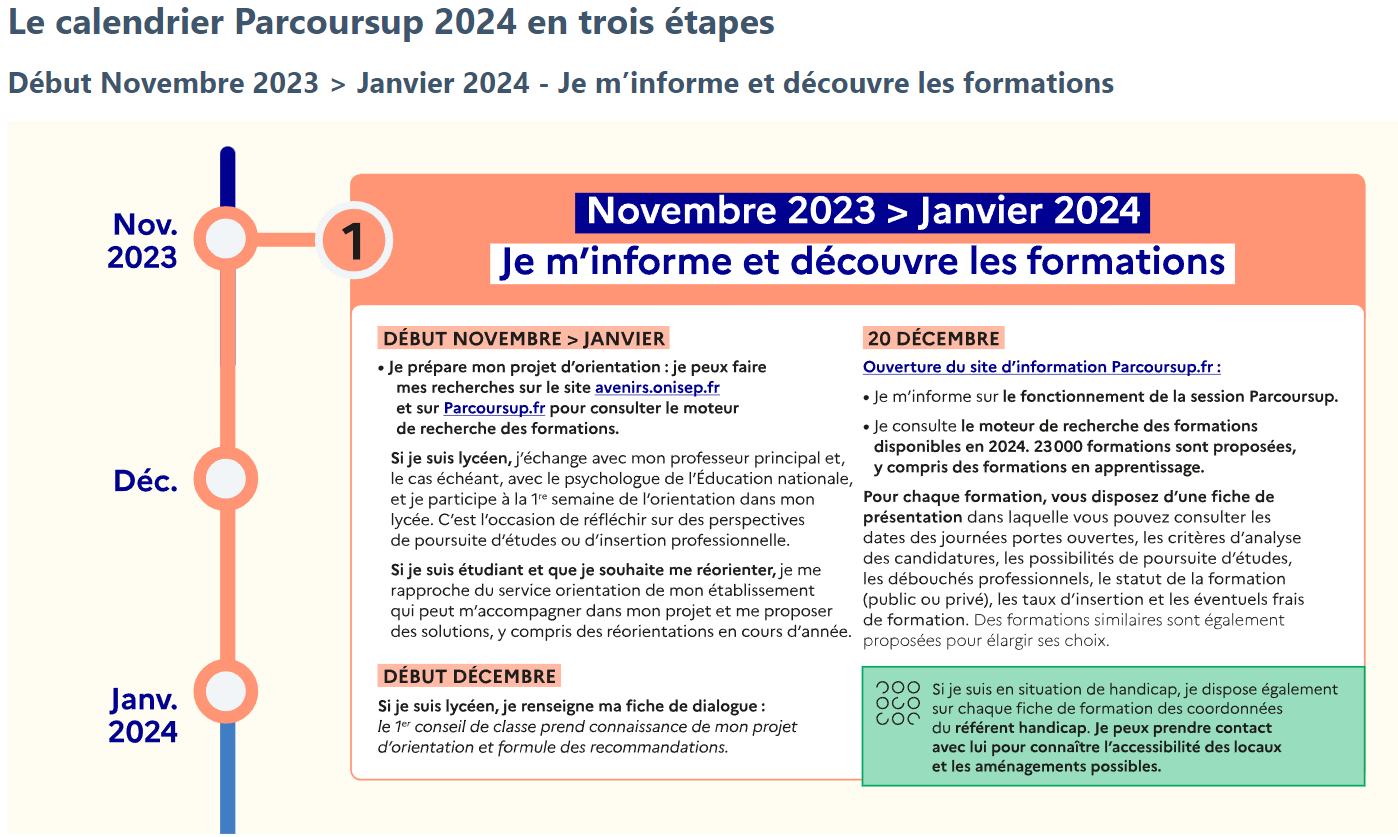 Le calendrier Parcoursup 2024 en trois étapes
Début Novembre 2023 > Janvier 2024 - Je m’informe et découvre les formations
Nov.
2023
Déc.
Janv.
2024
1
Novembre 2023 > Janvier 2024
Je m’informe et découvre les formations
DÉBUT NOVEMBRE > JANVIER
• Je prépare mon projet d’orientation : je peux faire
mes recherches sur le site avenirs.onisep.fr
et sur Parcoursup.fr pour consulter le moteur
de recherche des formations.
Si je suis lycéen, j’échange avec mon professeur principal et,
le cas échéant, avec le psychologue de l’Éducation nationale,
et je participe à la 1re semaine de l’orientation dans mon
lycée. C’est l’occasion de réfléchir sur des perspectives
de poursuite d’études ou d’insertion professionnelle.
Si je suis étudiant et que je souhaite me réorienter, je me
rapproche du service orientation de mon établissement
qui peut m’accompagner dans mon projet et me proposer
des solutions, y compris des réorientations en cours d’année.
DÉBUT DÉCEMBRE
Si je suis lycéen, je renseigne ma fiche de dialogue :
le 1er conseil de classe prend connaissance de mon projet
d’orientation et formule des recommandations.
20 DÉCEMBRE
Ouverture du site d’information Parcoursup.fr :
• Je m’informe sur le fonctionnement de la session Parcoursup.
• Je consulte le moteur de recherche des formations
disponibles en 2024. 23 000 formations sont proposées,
y compris des formations en apprentissage.
Pour chaque formation, vous disposez d’une fiche de
présentation dans laquelle vous pouvez consulter les
dates des journées portes ouvertes, les critères d’analyse
des candidatures, les possibilités de poursuite d’études,
les débouchés professionnels, le statut de la formation
(public ou privé), les taux d’insertion et les éventuels frais
de formation. Des formations similaires sont également
proposées pour élargir ses choix.
Si je suis en situation de handicap, je dispose également
sur chaque fiche de formation des coordonnées
du référent handicap. Je peux prendre contact
avec lui pour connaître l’accessibilité des locaux
et les aménagements possibles.